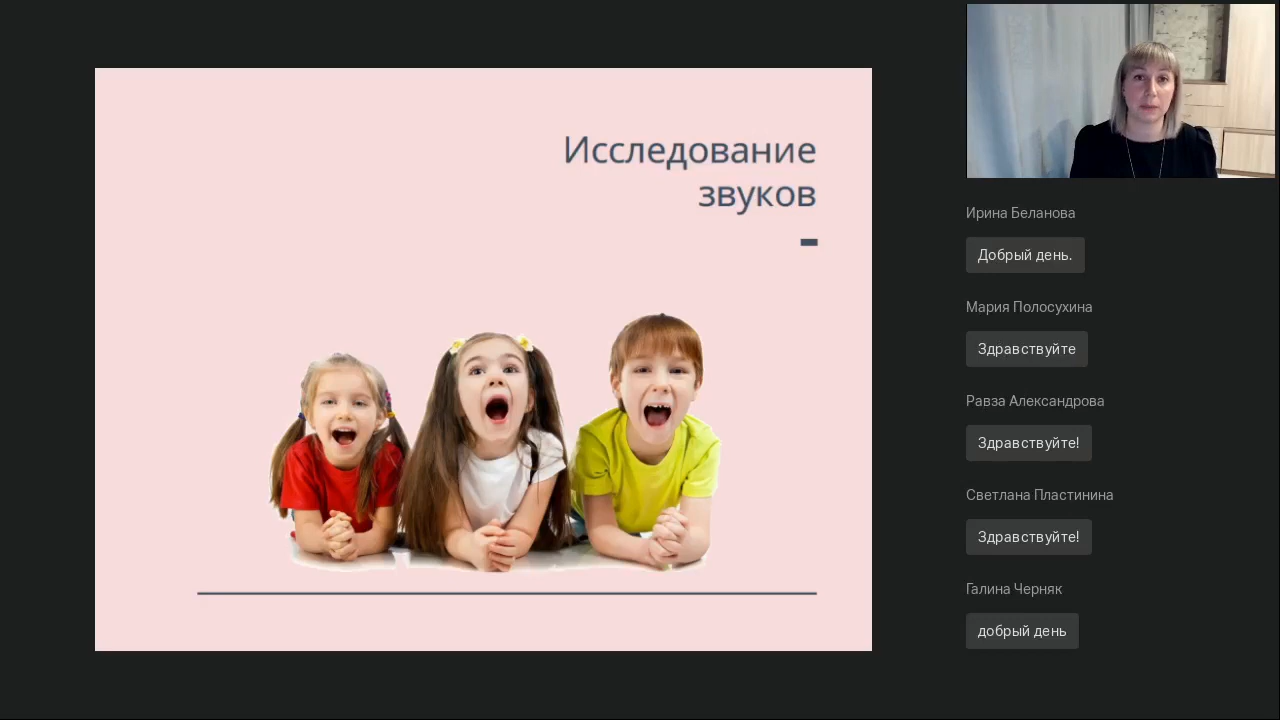 Исследование
звуков
Ирина Беланова
Добрый день.
Мария Полосухина
Здравствуйте
Равза Александрова
Здравствуйте!
Светлана Пластинина
Здравствуйте!
Галина Черняк
добрый день